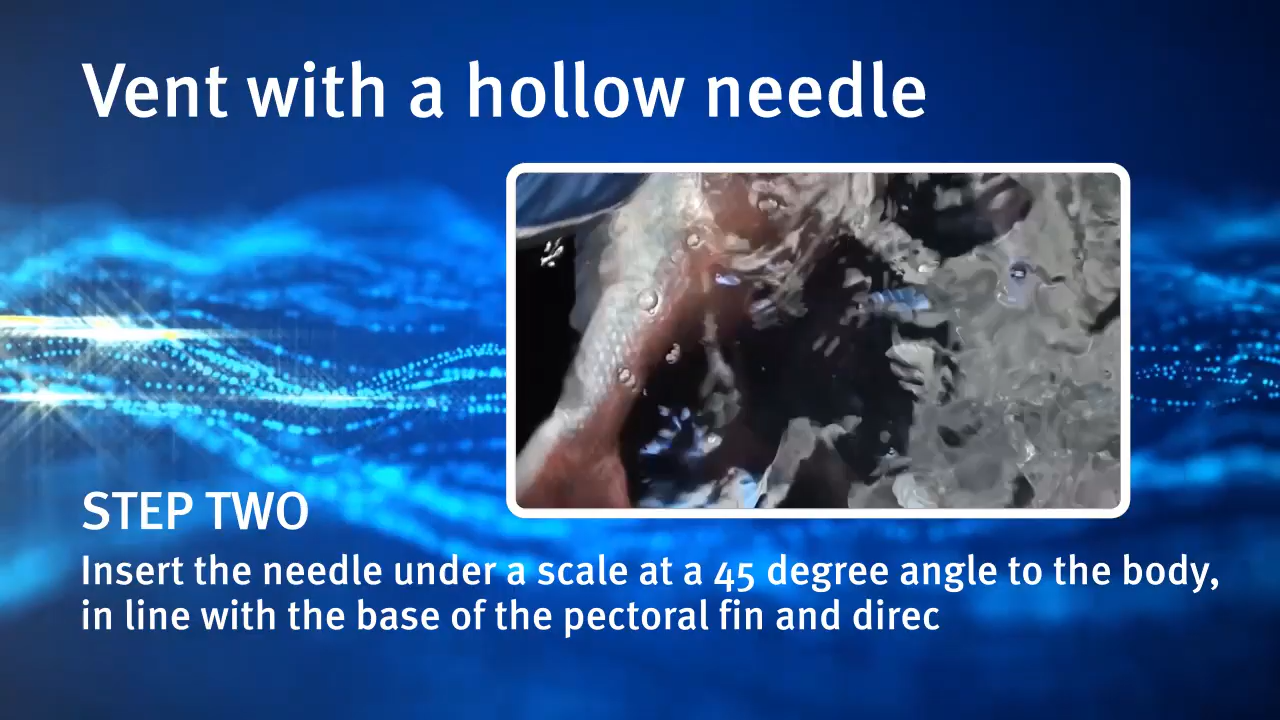 Vent with a hollow needle
STEP TWO
Insert the needle under a scale at a 45 degree angle to the body,
in line with the base of the pectoral fin and direc